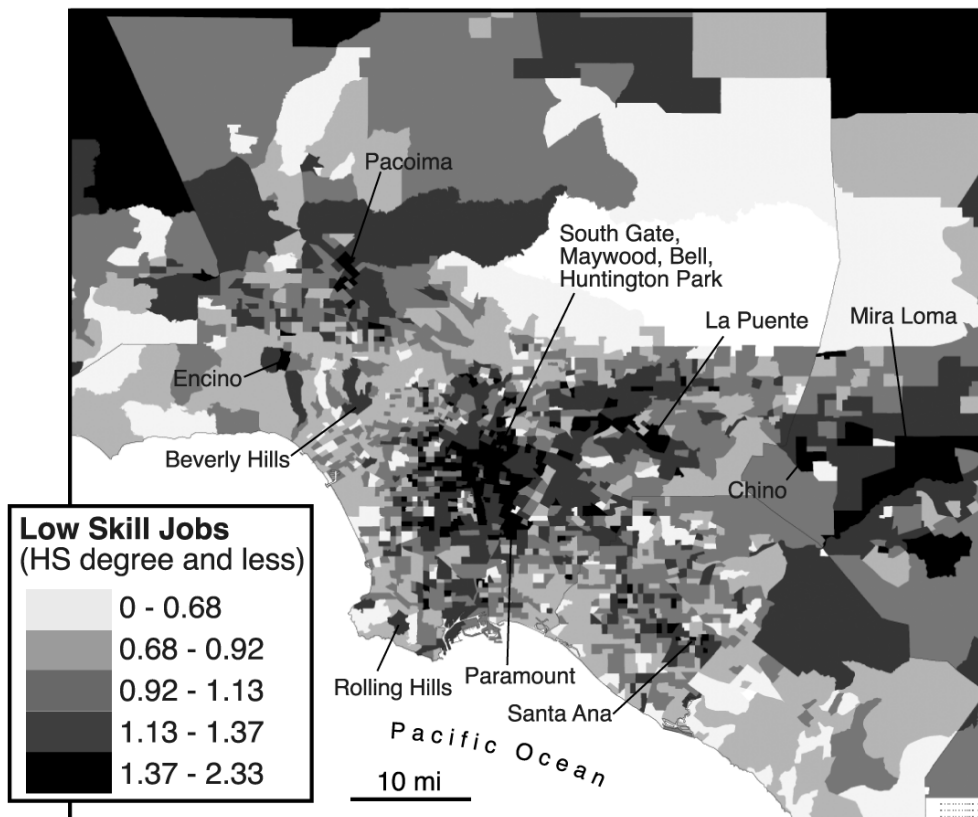 Pacoima
South Gate,
Maywood, Bell,
Huntington Park
La Puente
Mira Loma
Encino
Beverly Hills
Chino
Low Skill Jobs
(HS degree and less)
0 - 0.68
0.68 - 0.92
0.92 - 1.13
1.13 - 1.37
1.37 - 2.33
Rolling Hills
Paramount
Santa Ana
Pacific Ocean
10 mi